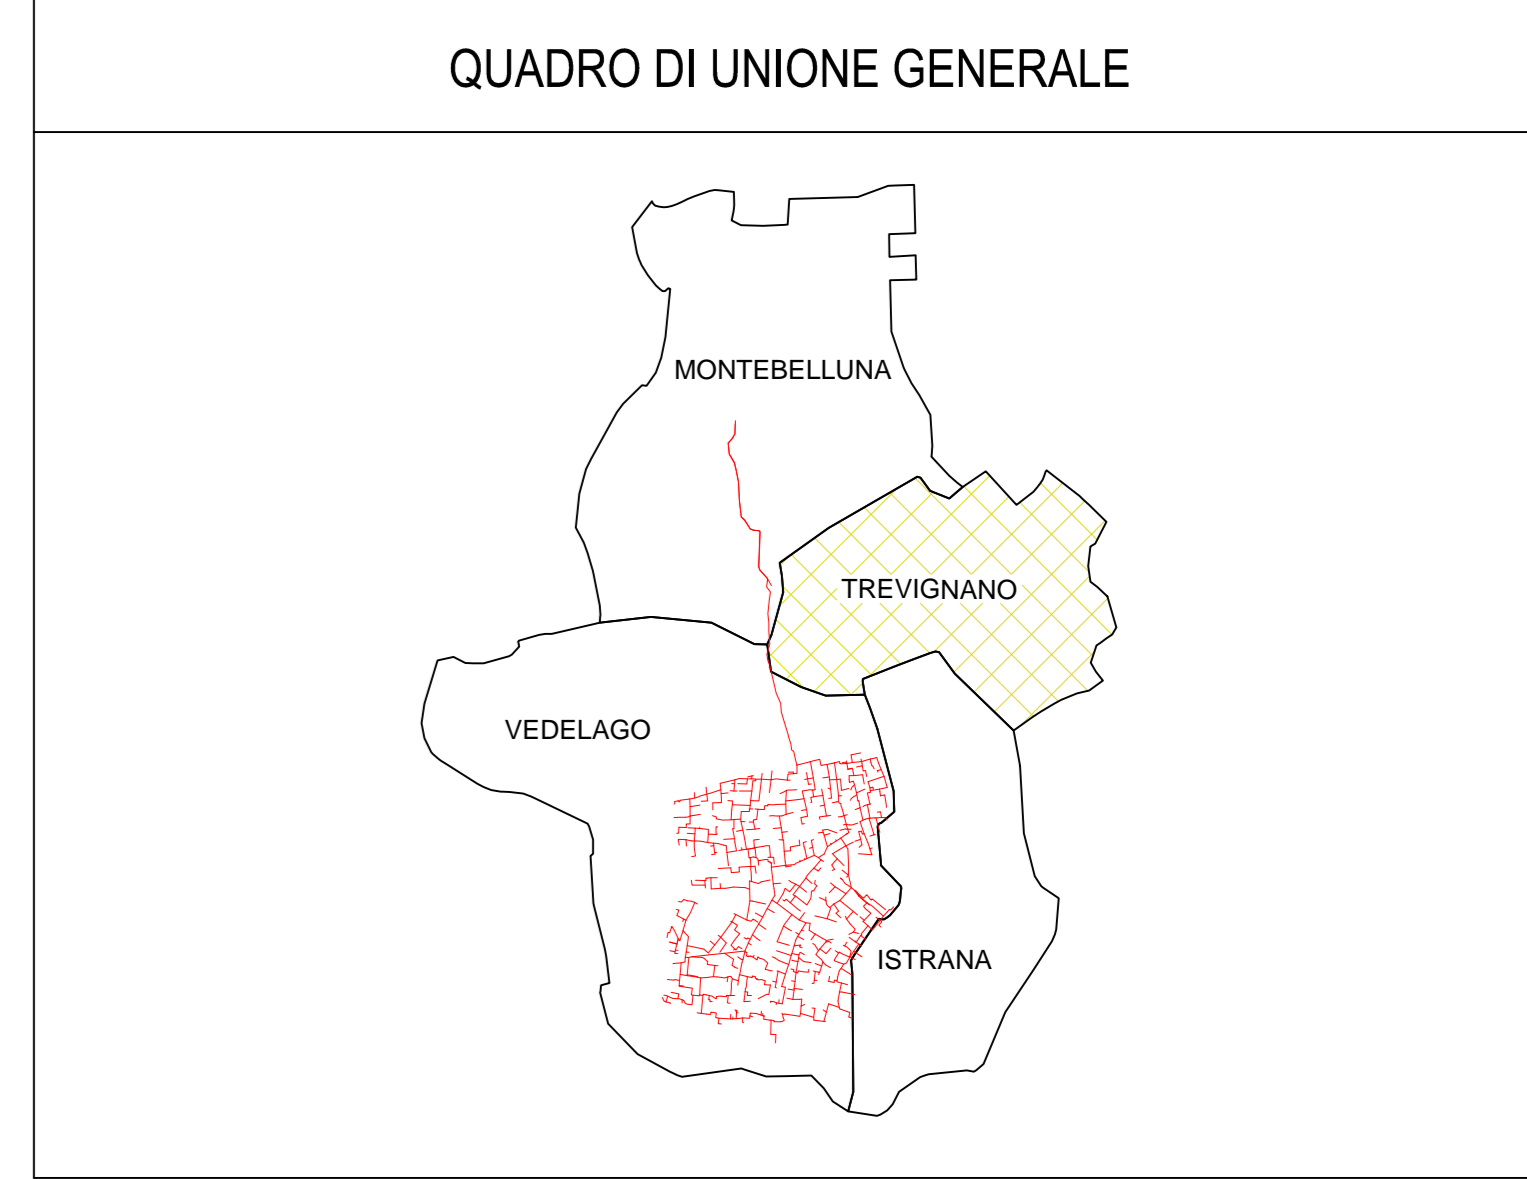 QUADRO DI UNIONE GENERALE
MONTEBELLUNA
TREVIGNANO
VEDELAGO
ISTRANA